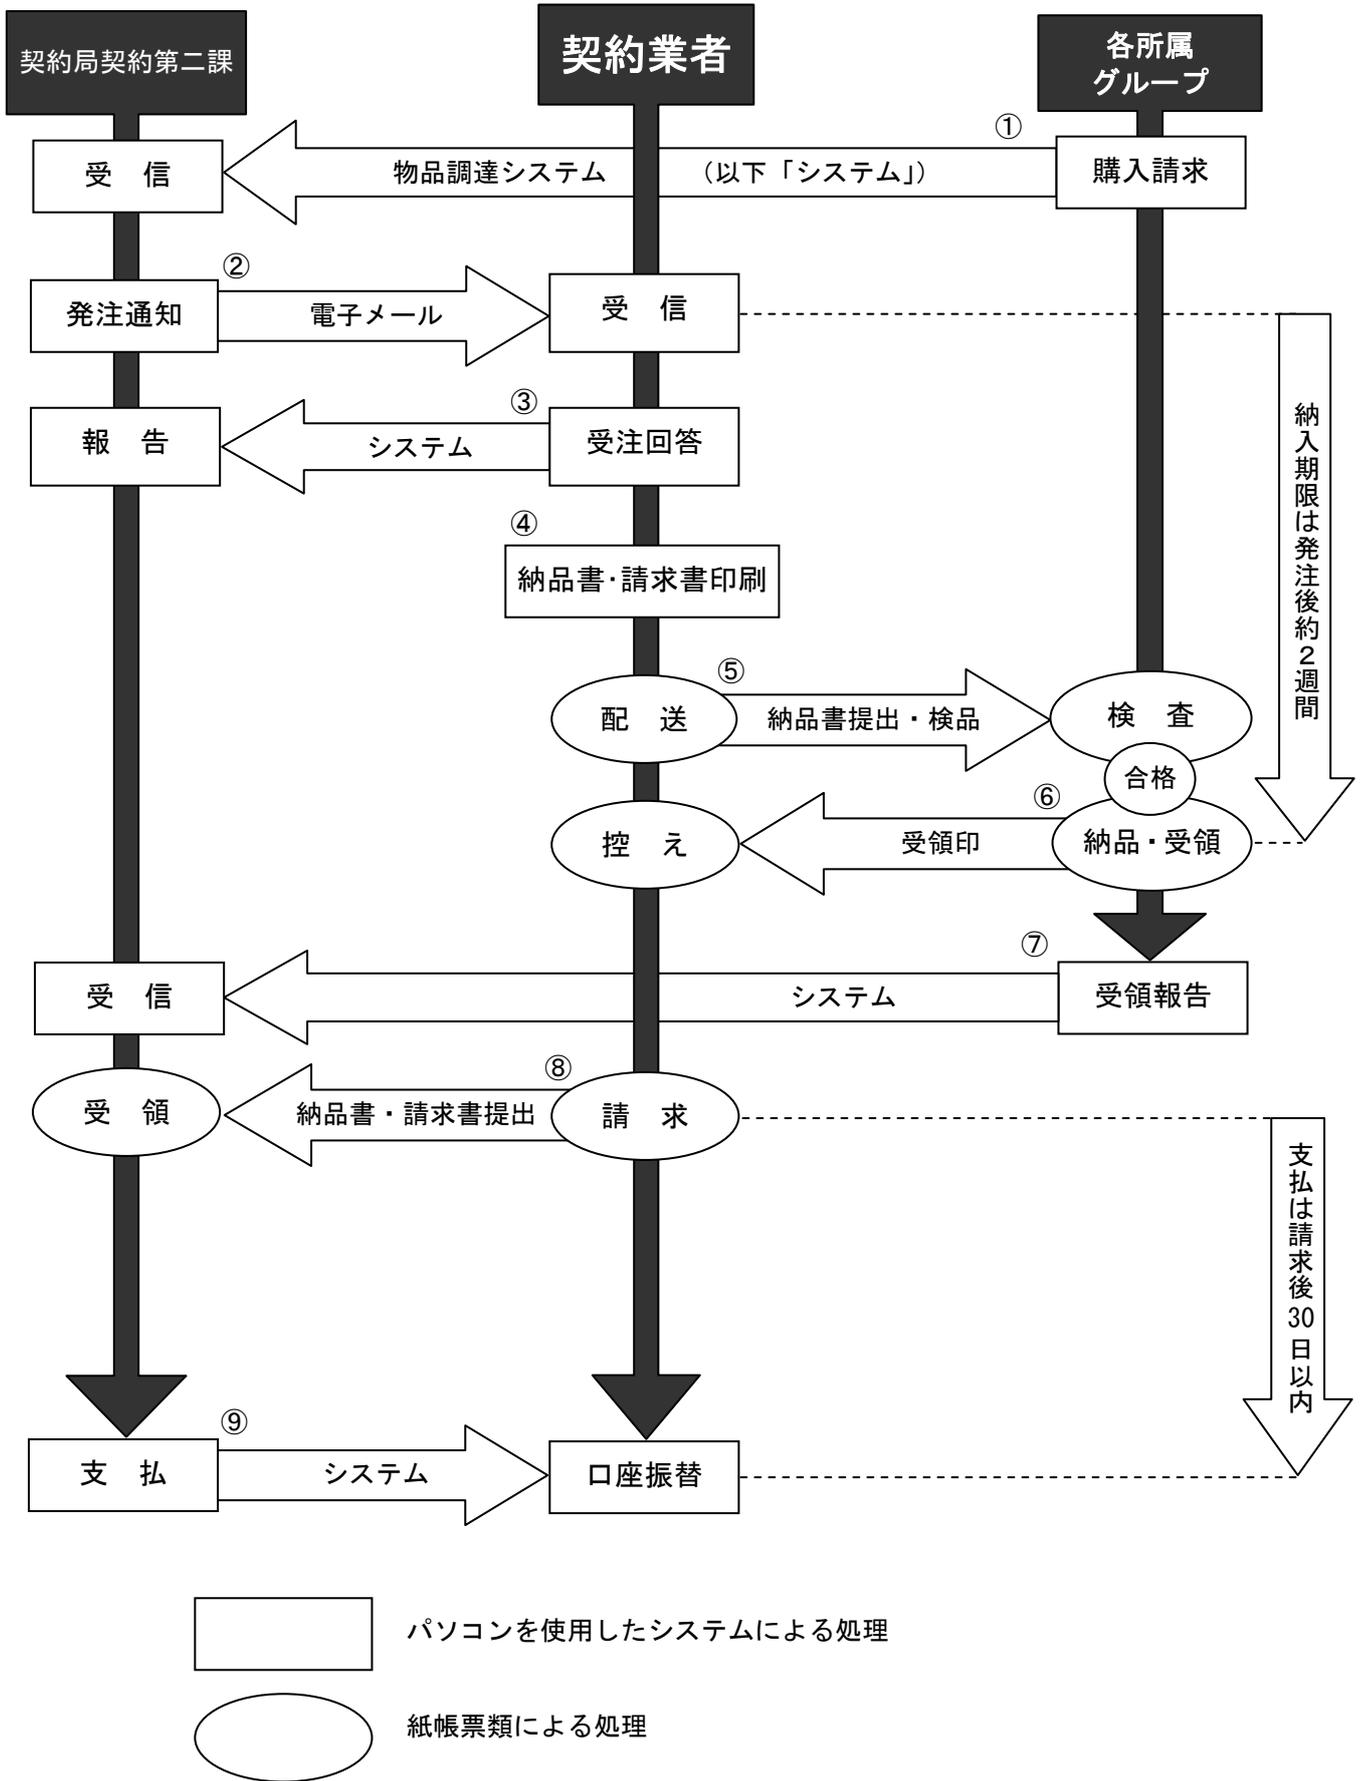 契約局契約第二課
契約業者
各所属
グループ
①
受　信
物品調達システム
（以下「システム」）
購入請求
②
発注通知
電子メール
受　信
③
報　告
システム
受注回答
納入期限は発注後約２週間
④
納品書・請求書印刷
⑤
配　送
納品書提出・検品
検　査
合格
⑥
控　え
受領印
納品・受領
⑦
受　信
システム
受領報告
⑧
受　領
納品書・請求書提出
請　求
支払は請求後30日以内
⑨
支　払
システム
口座振替
パソコンを使用したシステムによる処理
紙帳票類による処理